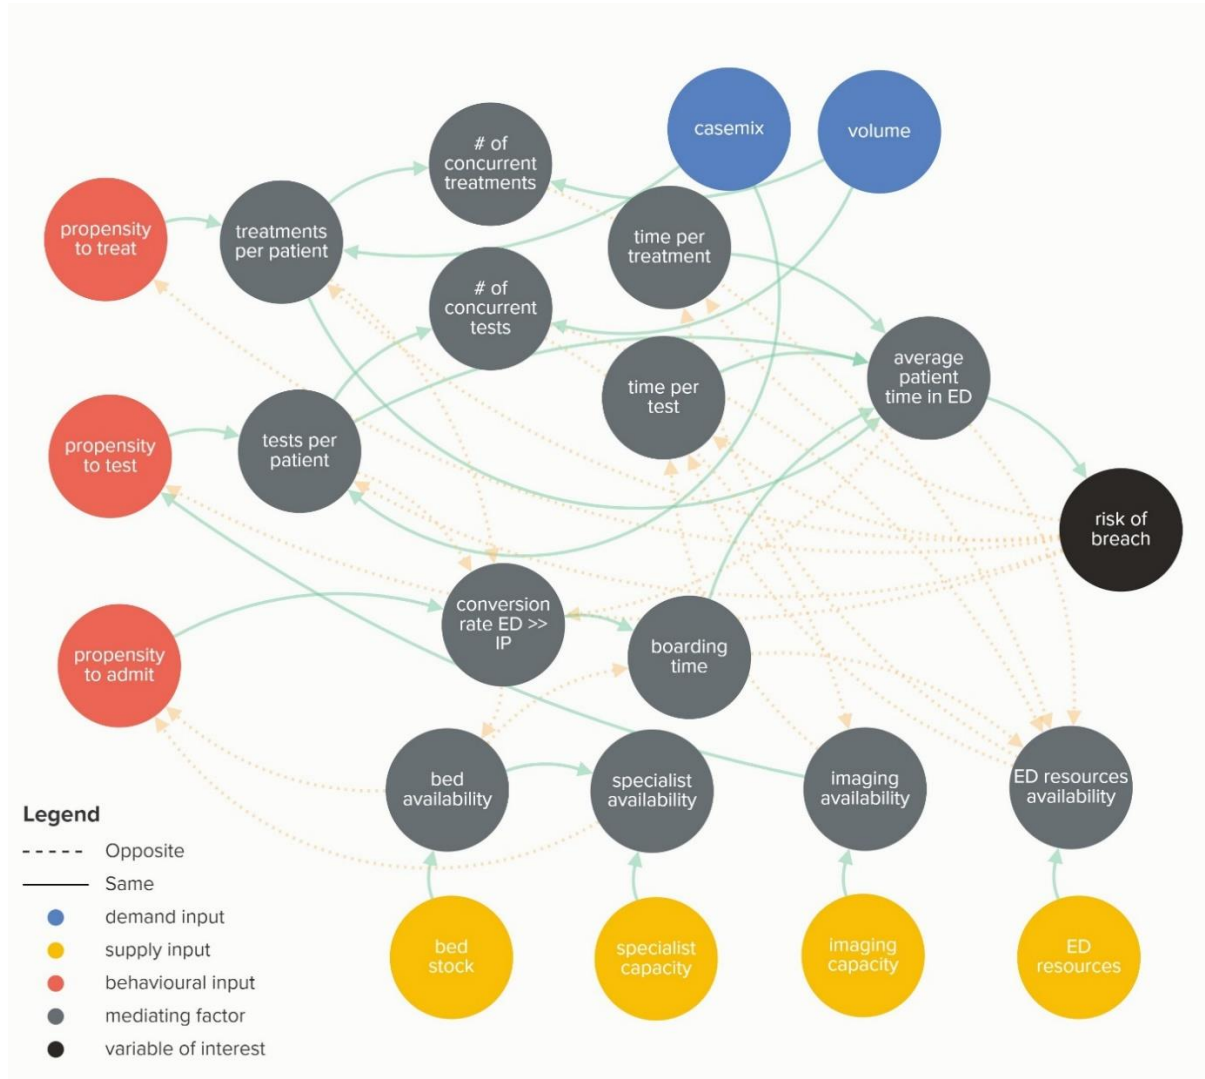 casemix
volume
# of
concurrent
treatments
propensity
to treat
treatments
per patient
time per
treatment
# of
concurrent
tests
average
patient
time in ED
time per
test
propensity
to test
tests per
patient
risk of
breach
conversion
rate ED >>
IP
boarding
time
propensity
to admit
bed
availability
specialist
availability
imaging
availability
ED resources
availability
Legend
Opposite
Same
demand input
supply input
behavioural input
mediating factor
variable of interest
bed
stock
specialist
capacity
imaging
capacity
ED
resources